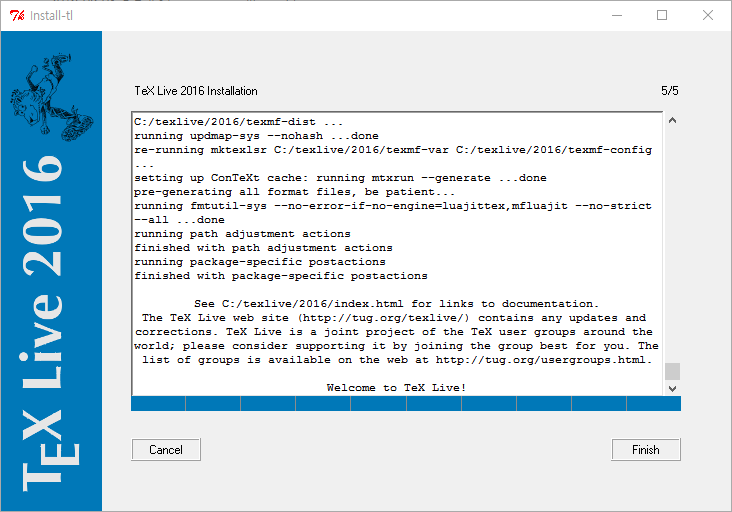 install-tl
TeX Live 2016
TeX Live 2016 Installation
5/5
C:/texlive/2016/texmf-dist ...
running updmap-sys --nohash ...done
re-running mktexlsr C:/texlive/2016/texmf-var C:/texlive/2016/texmf-config
...
setting up ConTeXt cache: running mtxrun --generate ...done
pre-generating all format files, be patient...
running fmtutil-sys --no-error-if-no-engine=luajittex,mfluajit --no-strict
--all ...done
running path adjustment actions
finished with path adjustment actions
running package-specific postactions
finished with package-specific postactions
See C:/texlive/2016/index.html for links to documentation.
The TeX Live web site (http://tug.org/texlive/) contains any updates and
corrections. TeX Live is a joint project of the TeX user groups around the
world; please consider supporting it by joining the group best for you. The
list of groups is available on the web at http://tug.org/usergroups.html.
Welcome to TeX Live!
Cancel
Finish